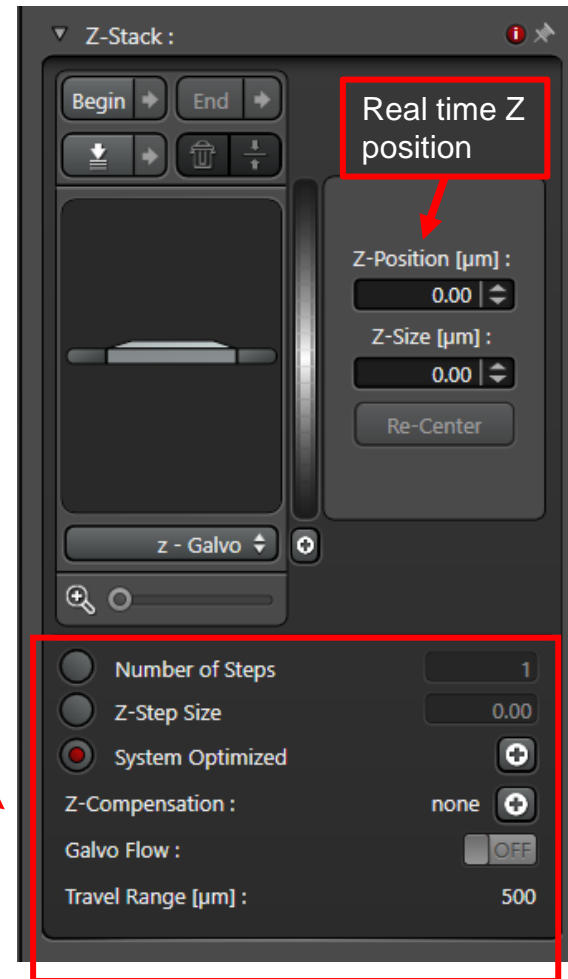 Z-Stack :
Begin End
Real time Z
position
Z-Position [µm] :
0.00
Z-Size [µm] :
0.00
Re-Center
z - Galvo
Number of Steps 1
Z-Step Size 0.00
System Optimized
Z-Compensation : none
Galvo Flow : OFF
Travel Range [µm] : 500